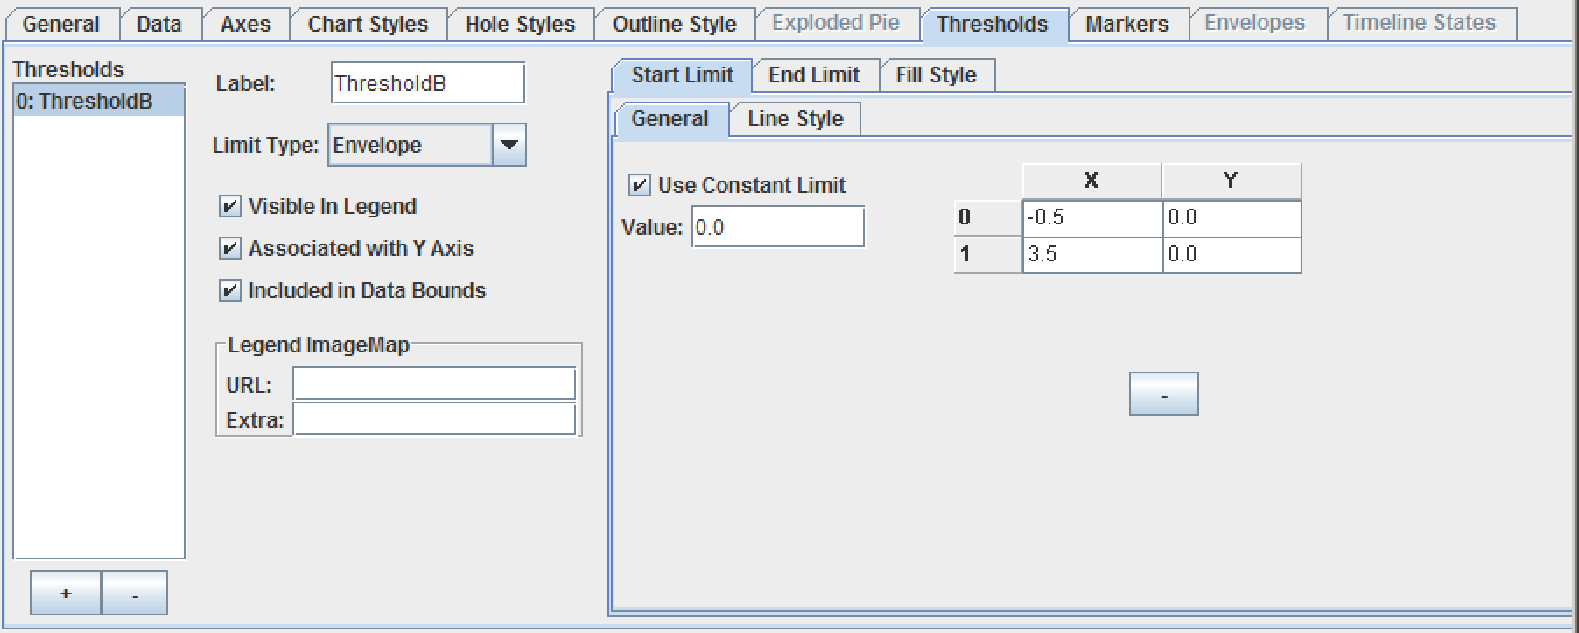 General Data Axes Chart Styles Hole Styles Outline Style Exploded Pie Thresholds Markers Envelopes Timeline States
Thresholds
0: ThresholdB
+ -
Label: ThresholdB
Limit Type: Envelope
Visible In Legend
Associated with Y Axis
Included in Data Bounds
Legend ImageMap
URL:
Extra:
Start Limit End Limit Fill Style
General Line Style
Use Constant Limit
Value: 0.0
X Y
0 -0.5 0.0
1 3.5 0.0
-